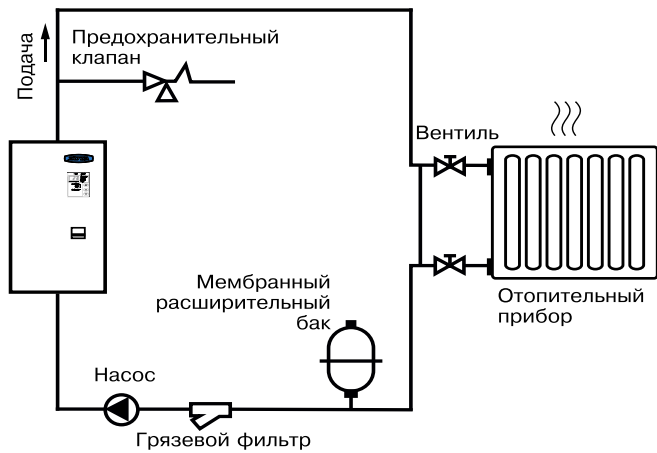 Подача
Предохранительный
клапан
Вентиль
Мембранный
расширительный
бак
Отопительный
прибор
Насос
Грязевой фильтр